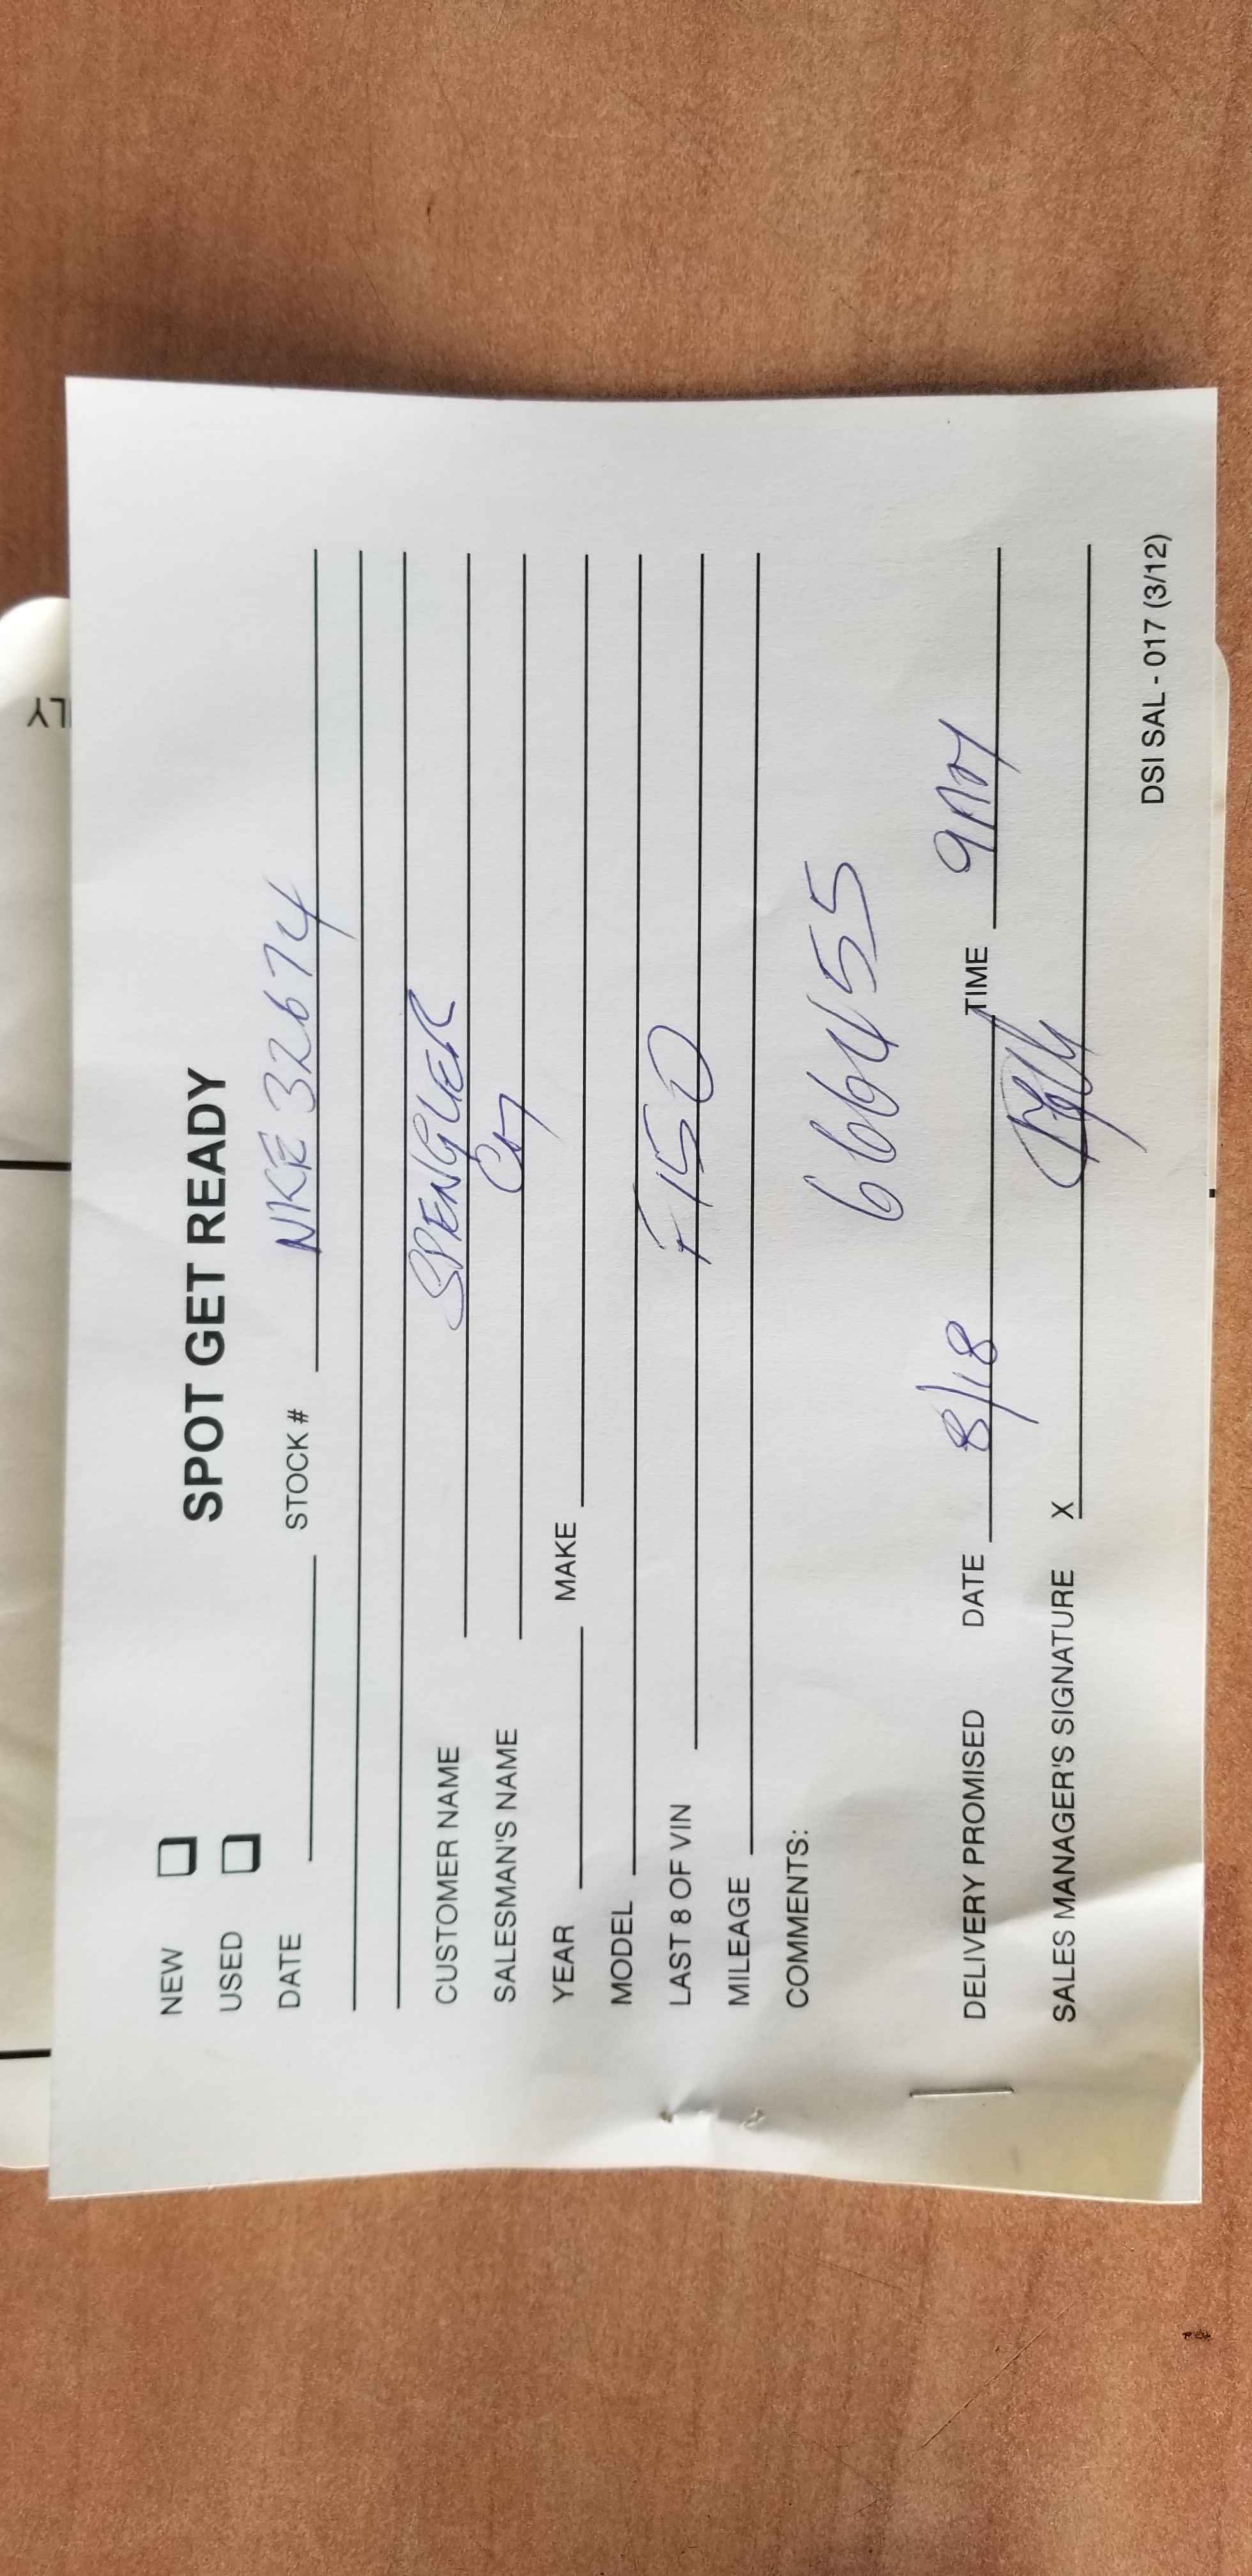 SPOT GET READY
NEW
USED
DATE STOCK # NKE32674
CUSTOMER NAME SPENGLER
SALESMAN'S NAME
YEAR MAKE
MODEL
LAST 8 OF VIN F150
MILEAGE
COMMENTS:
666455
DELIVERY PROMISED DATE 8/18 TIME 9AM
SALES MANAGER'S SIGNATURE X
DSI SAL - 017 (3/12)
LY